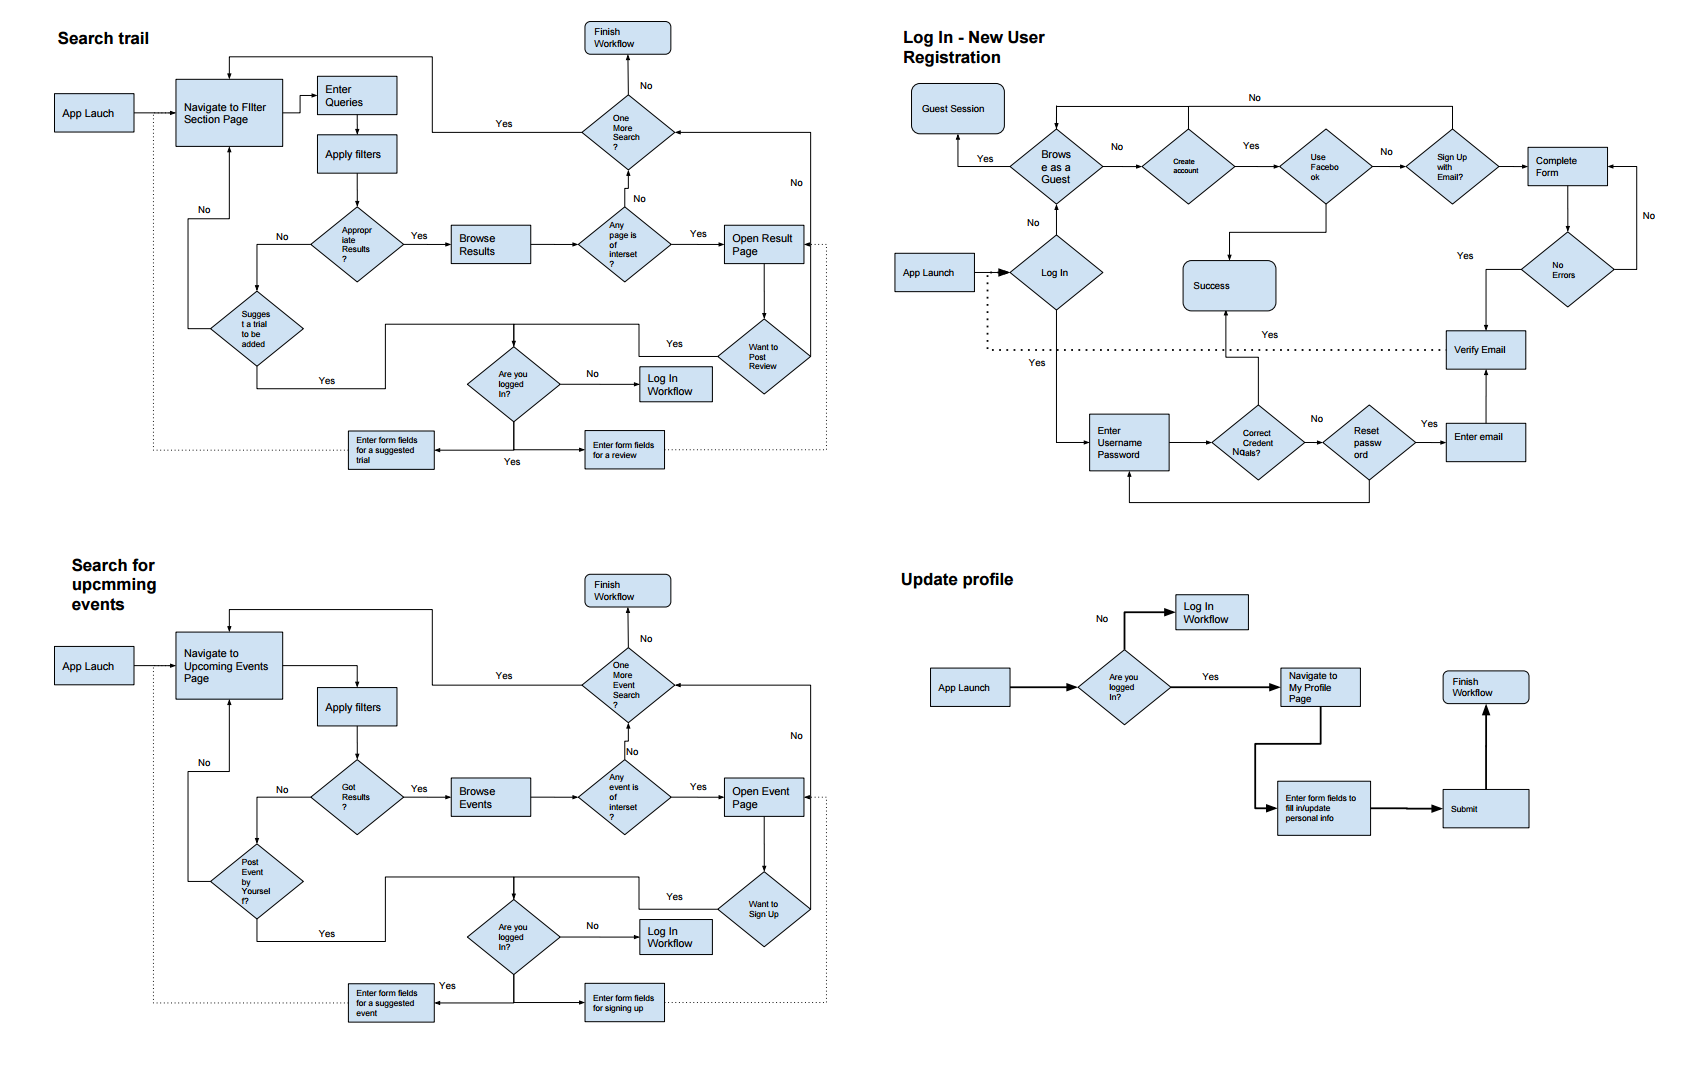 Search trail
Finish
Workflow
No
App Lauch
Navigate to FIlter
Section Page
Enter
Queries
Apply filters
Yes
One
More
Search
?
No
No
No
Appropr
iate
Results
?
No
Yes
Browse
Results
Any
page is
of
interset
?
Yes
Open Result
Page
Sugges
t a trial
to be
added
Yes
Are you
logged
In?
No
Log In
Workflow
Yes
Want to
Post
Review
Enter form fields
for a suggested
trial
Yes
Enter form fields
for a review
Log In - New User
Registration
Guest Session
No
Yes
Brows
e as a
Guest
No
Create
account
Yes
Use
Facebo
ok
No
Sign Up
with
Email?
Complete
Form
No
No
App Launch
Log In
Success
Yes
No
Errors
Yes
Yes
Verify Email
Enter
Username
Password
Correct
Credent
ials?
No
No
Reset
passw
ord
Yes
Enter email
Search for
upcmming
events
Finish
Workflow
No
App Lauch
Navigate to
Upcoming Events
Page
Apply filters
Yes
One
More
Event
Search
?
No
No
No
Got
Results
?
No
Yes
Browse
Events
Any
event is
of
interset
?
Yes
Open Event
Page
Post
Event
by
Yoursel
f?
Yes
Are you
logged
In?
No
Log In
Workflow
Yes
Want to
Sign Up
Enter form fields
for a suggested
event
Yes
Enter form fields
for signing up
Update profile
No
Log In
Workflow
App Launch
Are you
logged
In?
Yes
Navigate to
My Profile
Page
Finish
Workflow
Enter form fields to
fill in/update
personal info
Submit